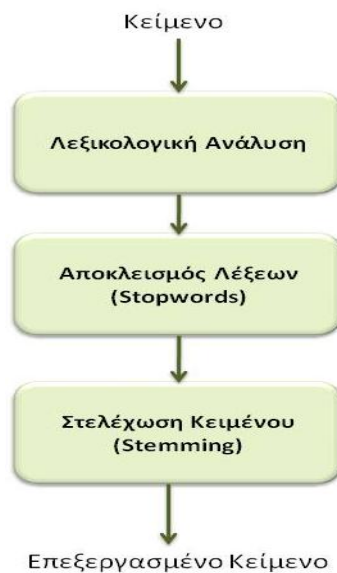 Κείμενο
Λεξικολογική Ανάλυση
Αποκλεισμός Λέξεων
(Stopwords)
Στελέχωση Κειμένου
(Stemming)
Επεξεργασμένο Κείμενο